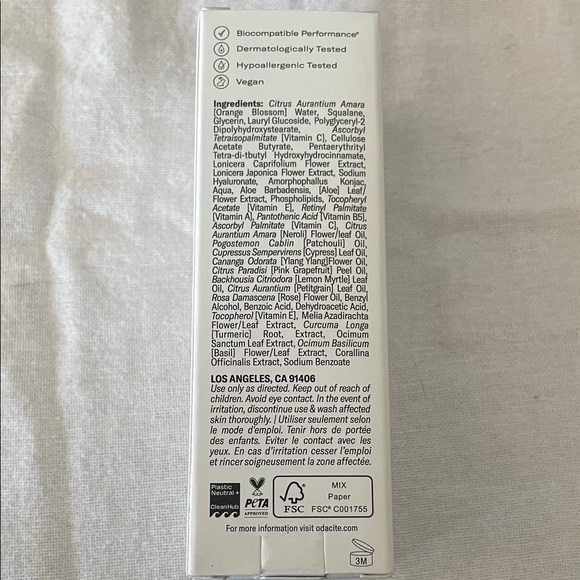 Biocompatible Performance®
Dermatologically Tested
Hypoallergenic Tested
Vegan
Ingredients: Citrus Aurantium Amara
[Orange Blossom] Water, Squalane,
Glycerin, Lauryl Glucoside, Polyglyceryl-2
Dipolyhydroxystearate, Ascorbyl
Tetraisopalmitate [Vitamin C], Cellulose
Acetate Butyrate, Pentaerythrityl
Tetra-di-tbutyl Hydroxyhydrocinnamate,
Lonicera Caprifolium Flower Extract,
Lonicera Japonica Flower Extract, Sodium
Hyaluronate, Amorphophallus Konjac,
Aqua, Aloe Barbadensis, [Aloe] Leaf/
Flower Extract, Phospholipids, Tocopheryl
Acetate [Vitamin E], Retinyl Palmitate
[Vitamin A], Pantothenic Acid [Vitamin B5],
Ascorbyl Palmitate [Vitamin C], Citrus
Aurantium Amara [Neroli] Flower/leaf Oil,
Pogostemon Cablin [Patchouli] Oil,
Cupressus Sempervirens [Cypress] Leaf Oil,
Cananga Odorata [Ylang Ylang]Flower Oil,
Citrus Paradisi [Pink Grapefruit] Peel Oil,
Backhousia Citriodora [Lemon Myrtle] Leaf
Oil, Citrus Aurantium [Petitgrain] Leaf Oil,
Rosa Damascena [Rose] Flower Oil, Benzyl
Alcohol, Benzoic Acid, Dehydroacetic Acid,
Tocopherol [Vitamin E], Melia Azadirachta
Flower/Leaf Extract, Curcuma Longa
[Turmeric] Root, Extract, Ocimum
Sanctum Leaf Extract, Ocimum Basilicum
[Basil] Flower/Leaf Extract, Corallina
Officinalis Extract, Sodium Benzoate
LOS ANGELES, CA 91406
Use only as directed. Keep out of reach of
children. Avoid eye contact. In the event of
irritation, discontinue use & wash affected
skin thoroughly. | Utiliser seulement selon
le mode d'emploi. Tenir hors de portée
des enfants. Eviter le contact avec les
yeux. En cas d'irritation cesser l'emploi
et rincer soigneusement la zone affectée.
Plastic
Neutral +
CleanHub
PeTA
APPROVED
FSC
MIX
Paper
FSC® C001755
For more information visit odacite.com
3M